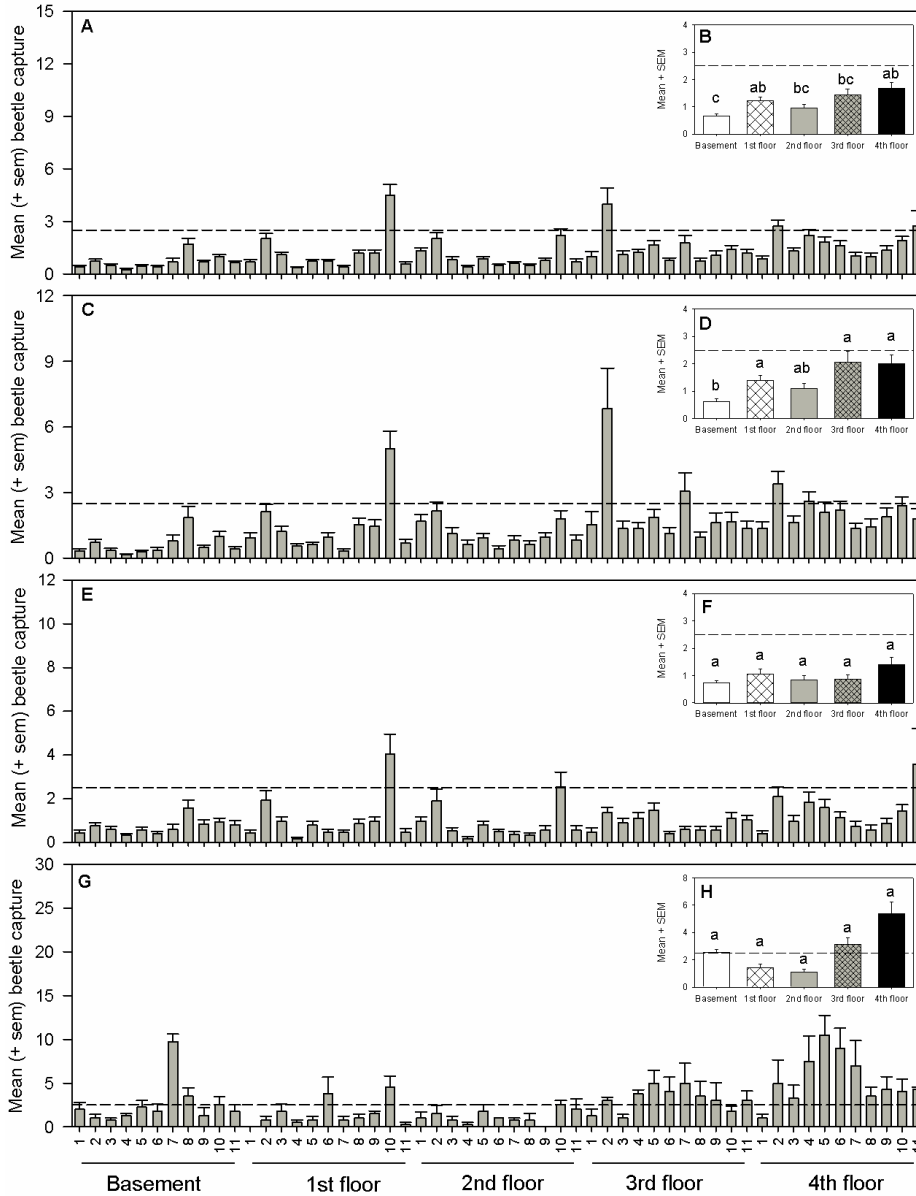 A
Mean (+ sem) beetle capture
15
12
9
6
3
0
B
Mean + SEM
4
3
2
1
0
c ab bc bc ab
Basement 1st floor 2nd floor 3rd floor 4th floor
C
Mean (+ sem) beetle capture
12
9
6
3
0
D
Mean + SEM
4
3
2
1
0
b a ab a a
Basement 1st floor 2nd floor 3rd floor 4th floor
E
Mean (+ sem) beetle capture
12
10
8
6
4
2
0
F
Mean + SEM
4
3
2
1
0
a a a a a
Basement 1st floor 2nd floor 3rd floor 4th floor
G
Mean (+ sem) beetle capture
30
25
20
15
10
5
0
H
Mean + SEM
8
6
4
2
0
a a a a a
Basement 1st floor 2nd floor 3rd floor 4th floor
1 2 3 4 5 6 7 8 9 10 11 1 2 3 4 5 6 7 8 9 10 11 1 2 3 4 5 6 7 8 9 10 11 1 2 3 4 5 6 7 8 9 10 11 1 2 3 4 5 6 7 8 9 10 11
Basement 1st floor 2nd floor 3rd floor 4th floor